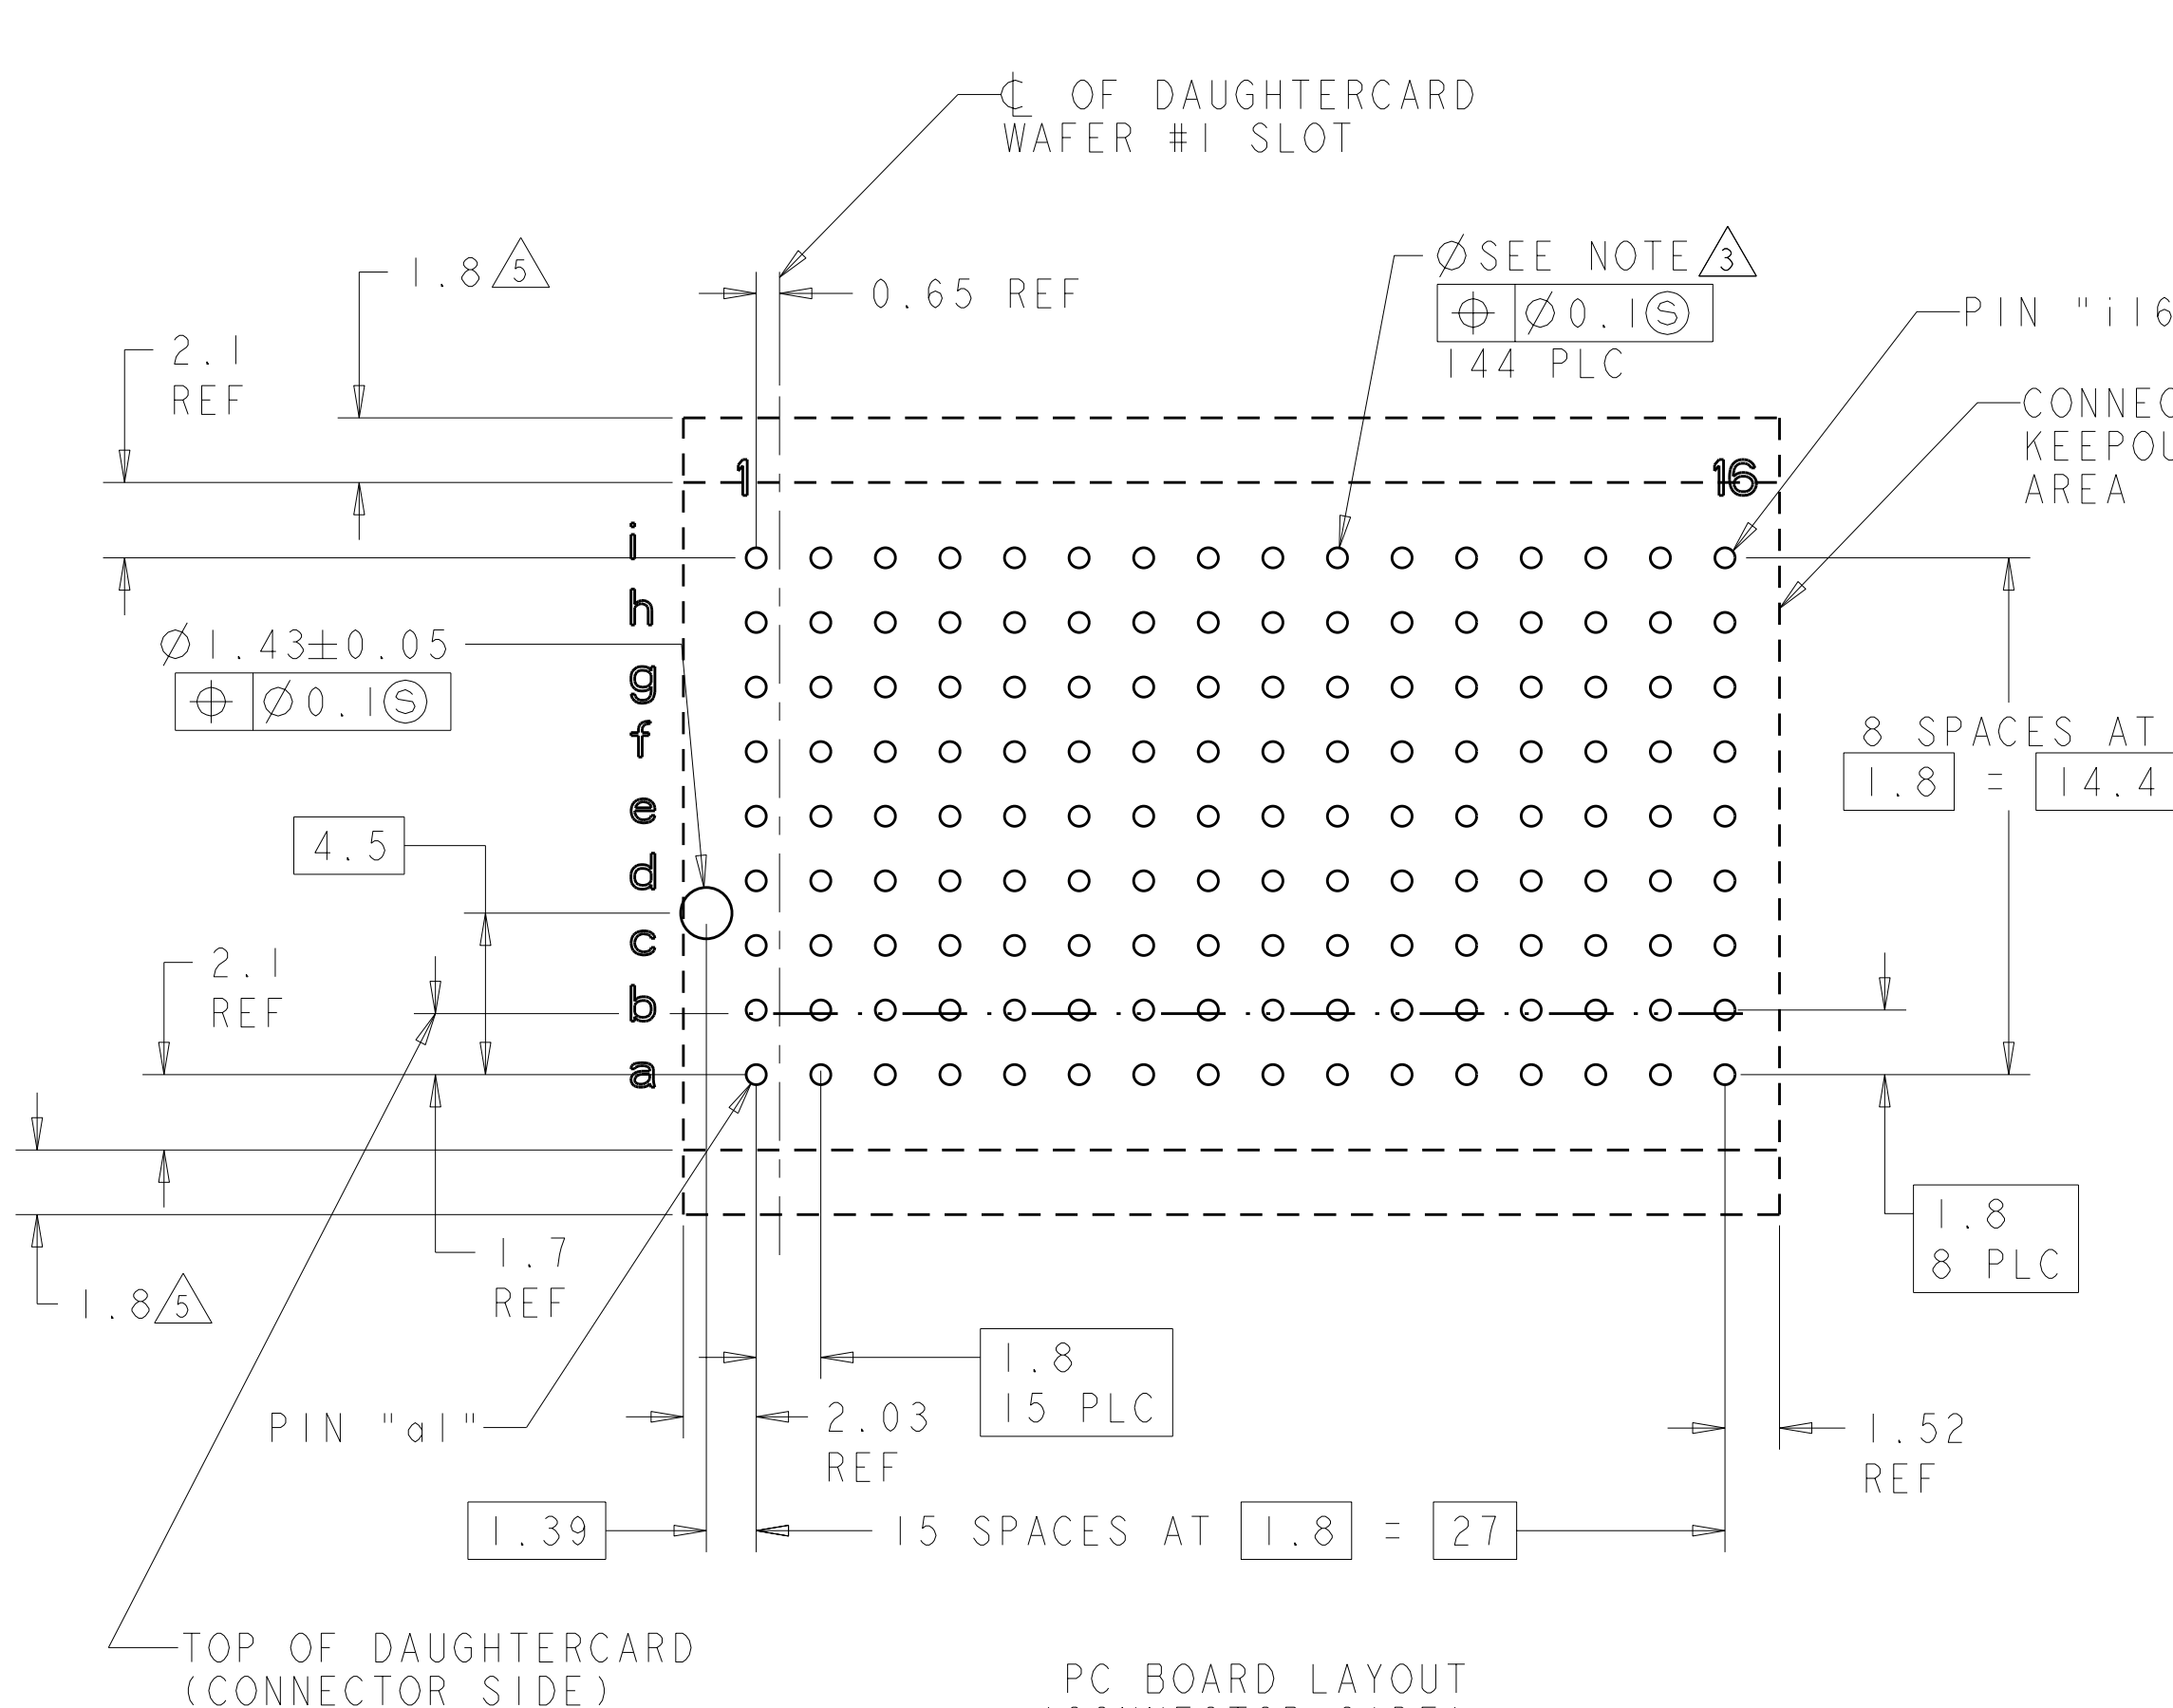 ℄ OF DAUGHTERCARD
WAFER #1 SLOT
1.8 5
0.65 REF
⌀SEE NOTE 3
⌖ ⌀0.1Ⓢ
144 PLC
PIN "i16
2.1
REF
CONNEC
KEEPOU
AREA
1
16
i
h
g
f
e
d
c
b
a
⌀1.43±0.05
⌖ ⌀0.1Ⓢ
8 SPACES AT
1.8 = 14.4
4.5
2.1
REF
1.7
REF
1.8 5
1.8
8 PLC
1.8
15 PLC
PIN "a1"
2.03
REF
1.52
REF
1.39
15 SPACES AT 1.8 = 27
TOP OF DAUGHTERCARD
(CONNECTOR SIDE)
PC BOARD LAYOUT